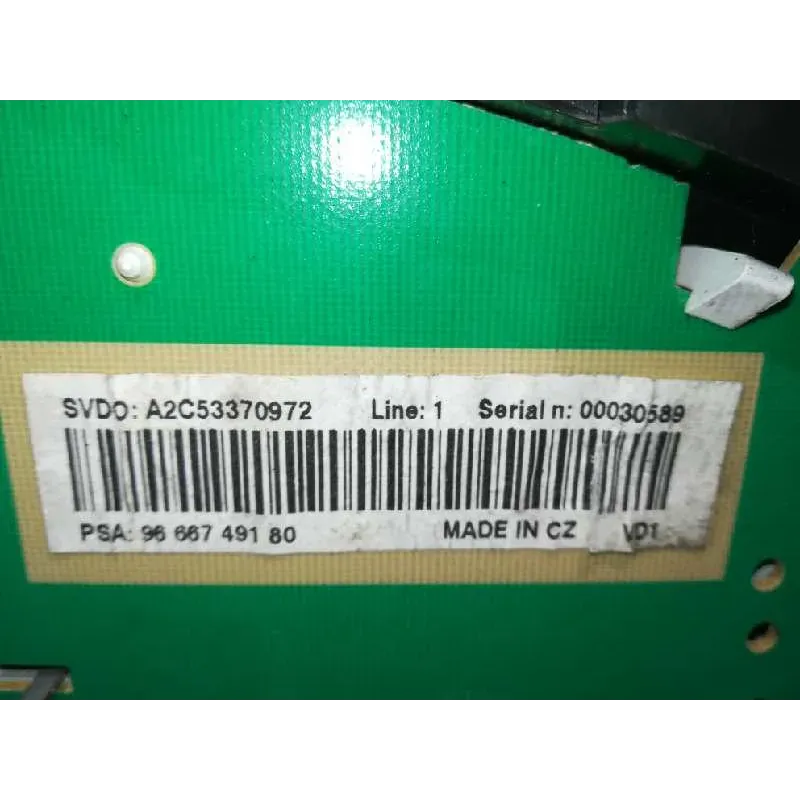 SVDO: A2C53370972 Line: 1 Serial n: 00030589
PSA: 96 667 491 80 MADE IN CZ VD1